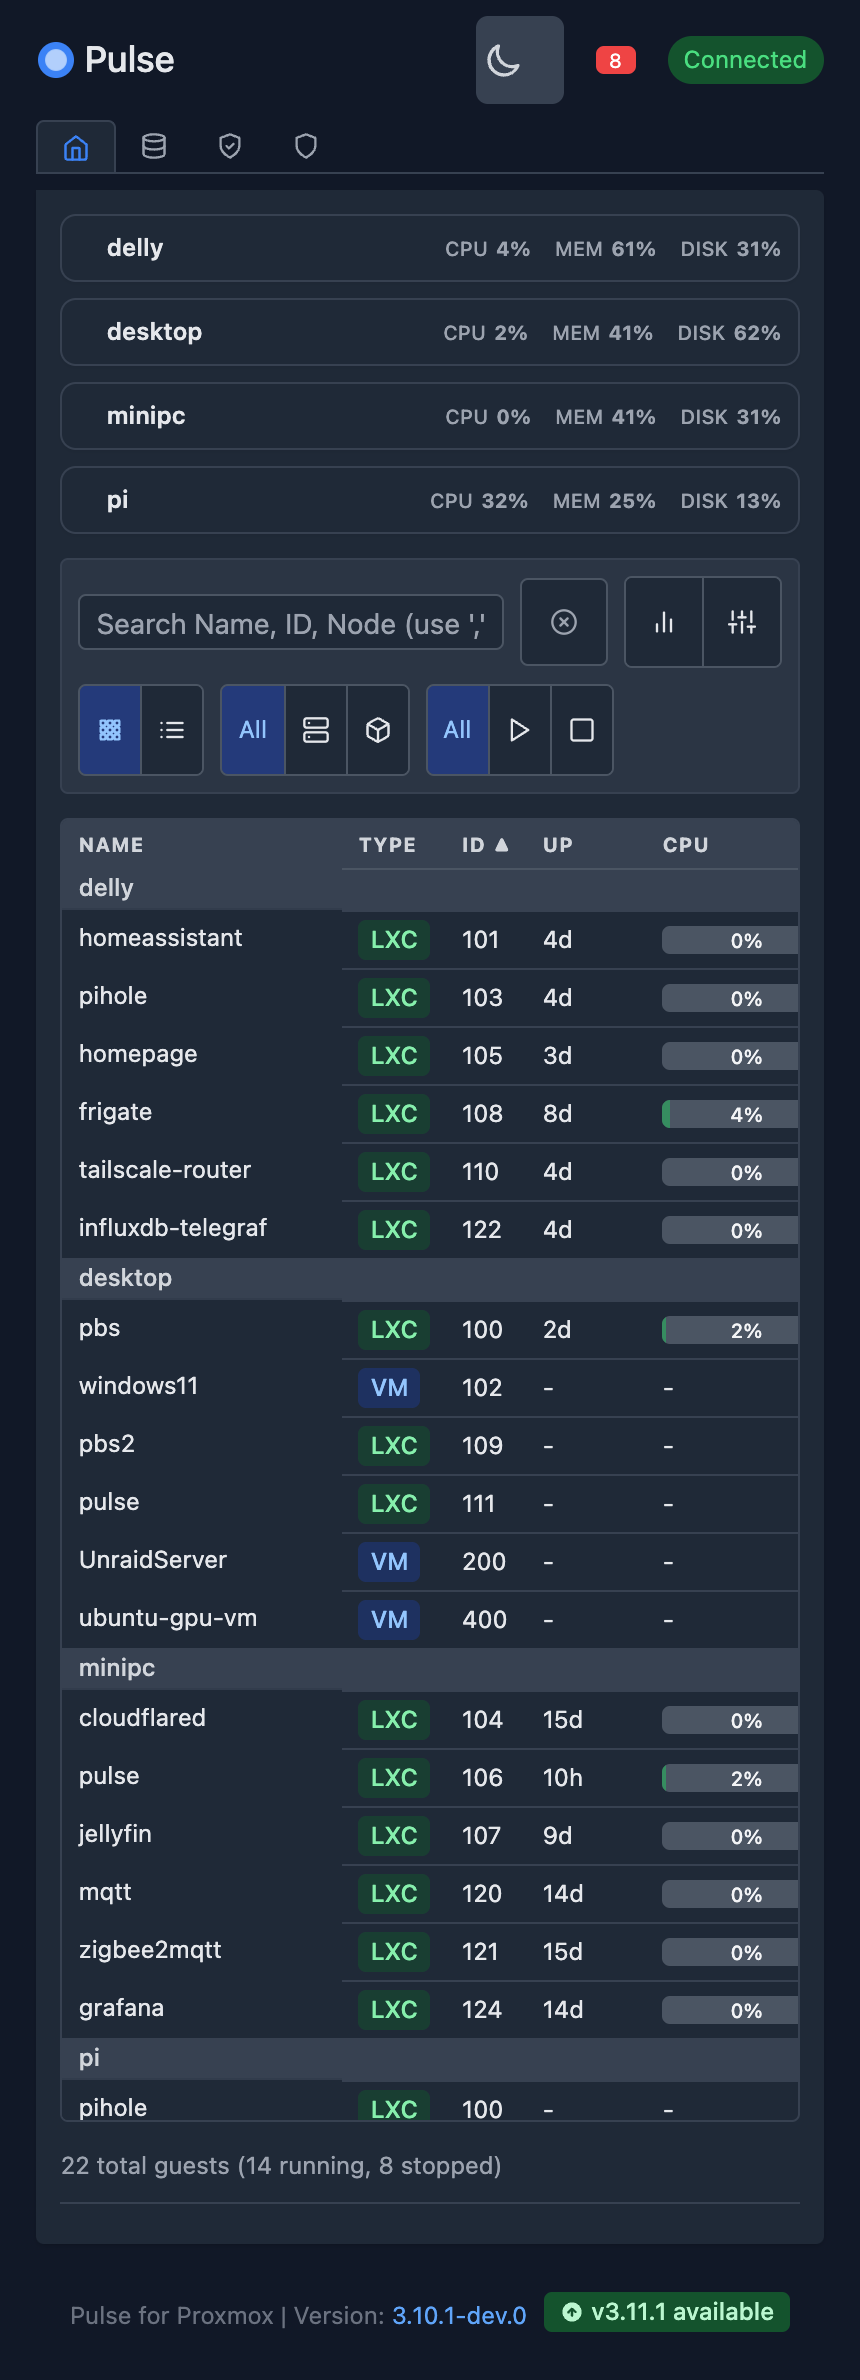 Pulse 8 Connected
delly CPU 4% MEM 61% DISK 31%
desktop CPU 2% MEM 41% DISK 62%
minipc CPU 0% MEM 41% DISK 31%
pi CPU 32% MEM 25% DISK 13%
Search Name, ID, Node (use ','
All All
NAME TYPE ID ▲ UP CPU
delly
homeassistant LXC 101 4d 0%
pihole LXC 103 4d 0%
homepage LXC 105 3d 0%
frigate LXC 108 8d 4%
tailscale-router LXC 110 4d 0%
influxdb-telegraf LXC 122 4d 0%
desktop
pbs LXC 100 2d 2%
windows11 VM 102 - -
pbs2 LXC 109 - -
pulse LXC 111 - -
UnraidServer VM 200 - -
ubuntu-gpu-vm VM 400 - -
minipc
cloudflared LXC 104 15d 0%
pulse LXC 106 10h 2%
jellyfin LXC 107 9d 0%
mqtt LXC 120 14d 0%
zigbee2mqtt LXC 121 15d 0%
grafana LXC 124 14d 0%
pi
pihole LXC 100 - -
22 total guests (14 running, 8 stopped)
Pulse for Proxmox | Version: 3.10.1-dev.0 v3.11.1 available